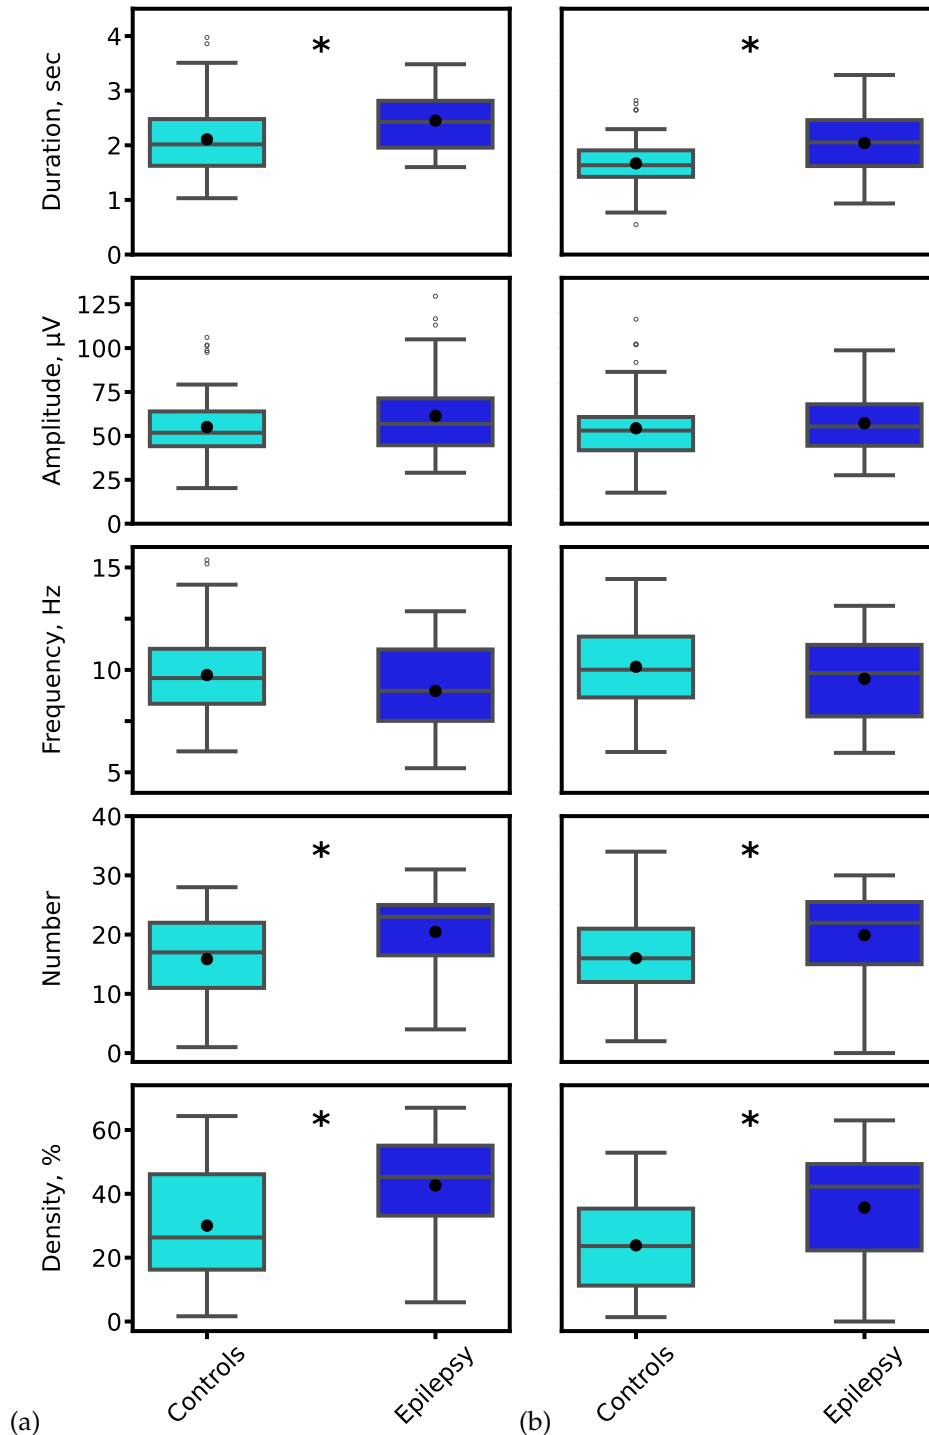 4
3
2
1
0
Duration, sec
*
*
125
100
75
50
25
0
Amplitude, µV
15
10
5
Frequency, Hz
40
30
20
10
0
Number
*
*
60
40
20
0
Density, %
*
*
Controls
Epilepsy
Controls
Epilepsy
(a)
(b)